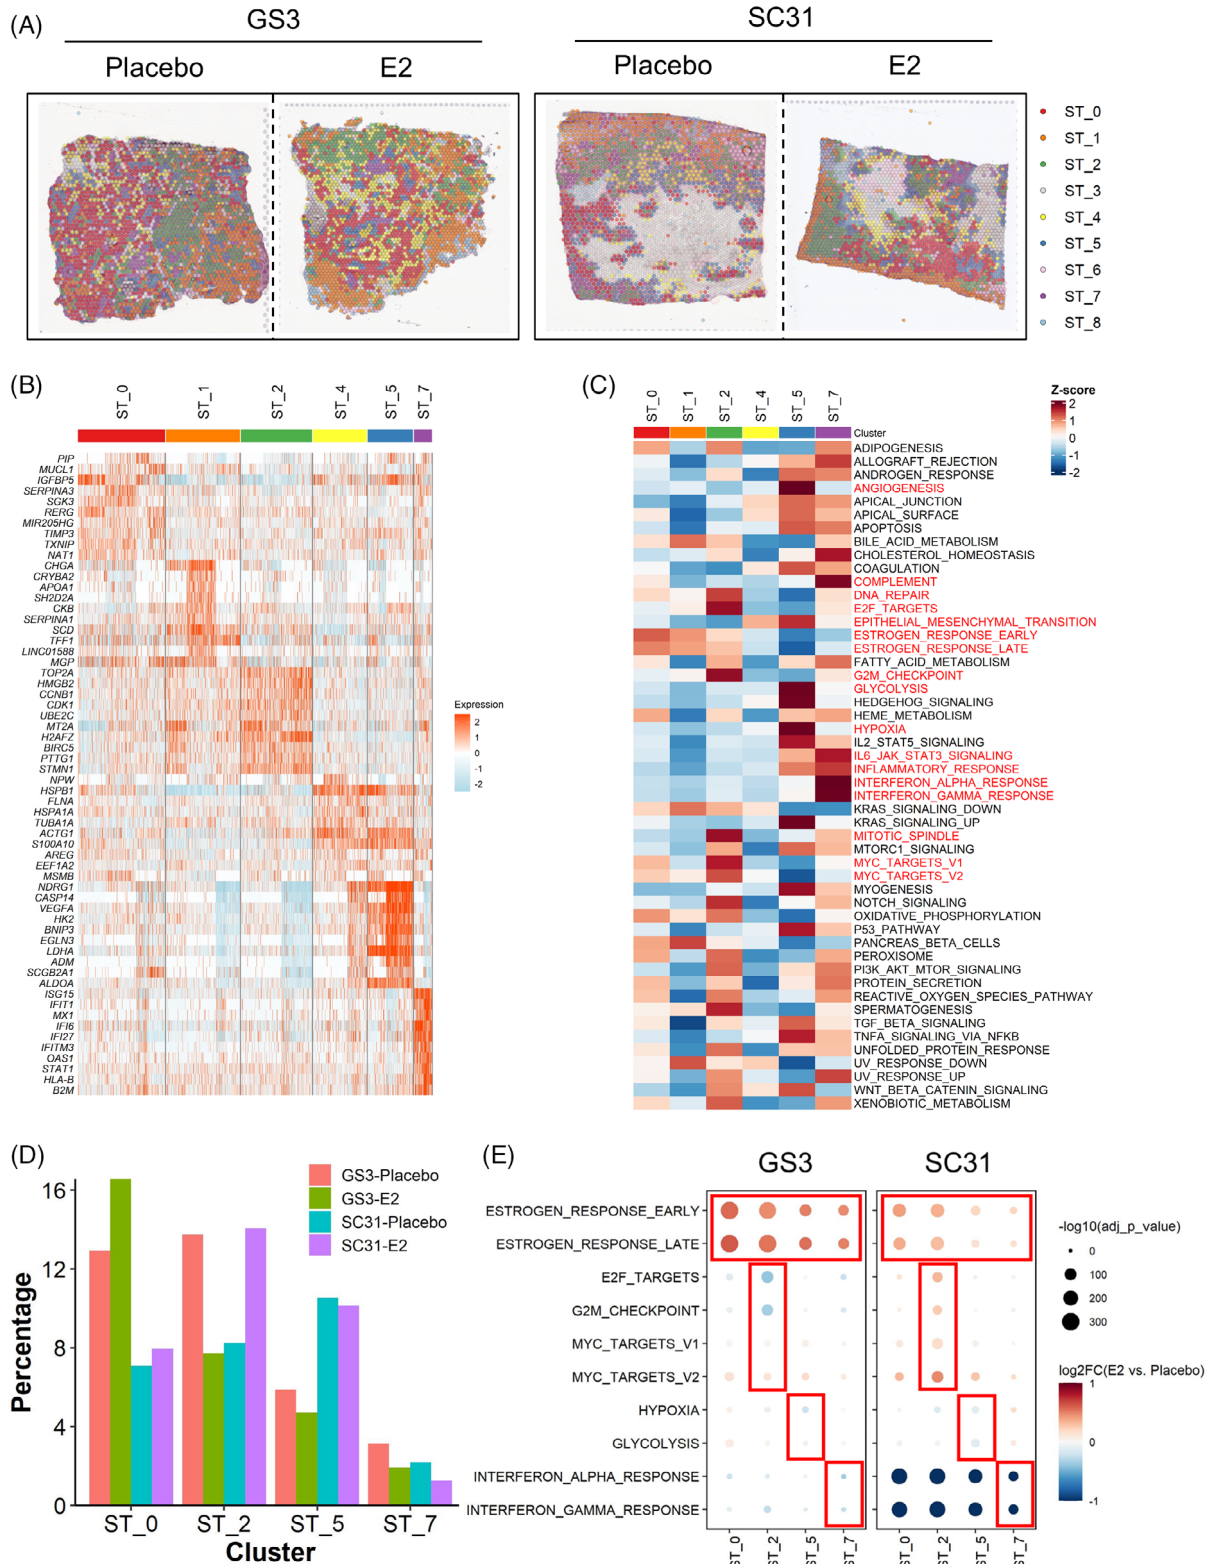 (A)
GS3
SC31
Placebo
E2
Placebo
E2
ST_0
ST_1
ST_2
ST_3
ST_4
ST_5
ST_6
ST_7
ST_8
(B)
ST_0
ST_1
ST_2
ST_4
ST_5
ST_7
PIP
MUCL1
IGFBP5
SERPINA3
SGK3
RERG
MIR205HG
TIMP3
TXNIP
NAT1
CHGA
CRYBA2
APOA1
SH2D2A
CKB
SERPINA1
SCD
TFF1
LINC01588
MGP
TOP2A
HMGB2
CCNB1
CDK1
UBE2C
MT2A
H2AFZ
BIRC5
PTTG1
STMN1
NPW
HSPB1
FLNA
HSPA1A
TUBA1A
ACTG1
S100A10
AREG
EEF1A2
MSMB
NDRG1
CASP14
VEGFA
HK2
BNIP3
EGLN3
LDHA
ADM
SCGB2A1
ALDOA
ISG15
IFIT1
MX1
IFI6
IFI27
IFITM3
OAS1
STAT1
HLA-B
B2M
Expression
2
1
0
-1
-2
(C)
ST_0
ST_1
ST_2
ST_4
ST_5
ST_7
Z-score
2
1
0
-1
-2
Cluster
ADIPOGENESIS
ALLOGRAFT_REJECTION
ANDROGEN_RESPONSE
ANGIOGENESIS
APICAL_JUNCTION
APICAL_SURFACE
APOPTOSIS
BILE_ACID_METABOLISM
CHOLESTEROL_HOMEOSTASIS
COAGULATION
COMPLEMENT
DNA_REPAIR
E2F_TARGETS
EPITHELIAL_MESENCHYMAL_TRANSITION
ESTROGEN_RESPONSE_EARLY
ESTROGEN_RESPONSE_LATE
FATTY_ACID_METABOLISM
G2M_CHECKPOINT
GLYCOLYSIS
HEDGEHOG_SIGNALING
HEME_METABOLISM
HYPOXIA
IL2_STAT5_SIGNALING
IL6_JAK_STAT3_SIGNALING
INFLAMMATORY_RESPONSE
INTERFERON_ALPHA_RESPONSE
INTERFERON_GAMMA_RESPONSE
KRAS_SIGNALING_DOWN
KRAS_SIGNALING_UP
MITOTIC_SPINDLE
MTORC1_SIGNALING
MYC_TARGETS_V1
MYC_TARGETS_V2
MYOGENESIS
NOTCH_SIGNALING
OXIDATIVE_PHOSPHORYLATION
P53_PATHWAY
PANCREAS_BETA_CELLS
PEROXISOME
PI3K_AKT_MTOR_SIGNALING
PROTEIN_SECRETION
REACTIVE_OXYGEN_SPECIES_PATHWAY
SPERMATOGENESIS
TGF_BETA_SIGNALING
TNFA_SIGNALING_VIA_NFKB
UNFOLDED_PROTEIN_RESPONSE
UV_RESPONSE_DOWN
UV_RESPONSE_UP
WNT_BETA_CATENIN_SIGNALING
XENOBIOTIC_METABOLISM
(D)
Percentage
16
12
8
4
0
ST_0
ST_2
ST_5
ST_7
Cluster
GS3-Placebo
GS3-E2
SC31-Placebo
SC31-E2
(E)
GS3
SC31
ESTROGEN_RESPONSE_EARLY
ESTROGEN_RESPONSE_LATE
E2F_TARGETS
G2M_CHECKPOINT
MYC_TARGETS_V1
MYC_TARGETS_V2
HYPOXIA
GLYCOLYSIS
INTERFERON_ALPHA_RESPONSE
INTERFERON_GAMMA_RESPONSE
ST_0
ST_2
ST_5
ST_7
ST_0
ST_2
ST_5
ST_7
-log10(adj_p_value)
0
100
200
300
log2FC(E2 vs. Placebo)
1
0
-1